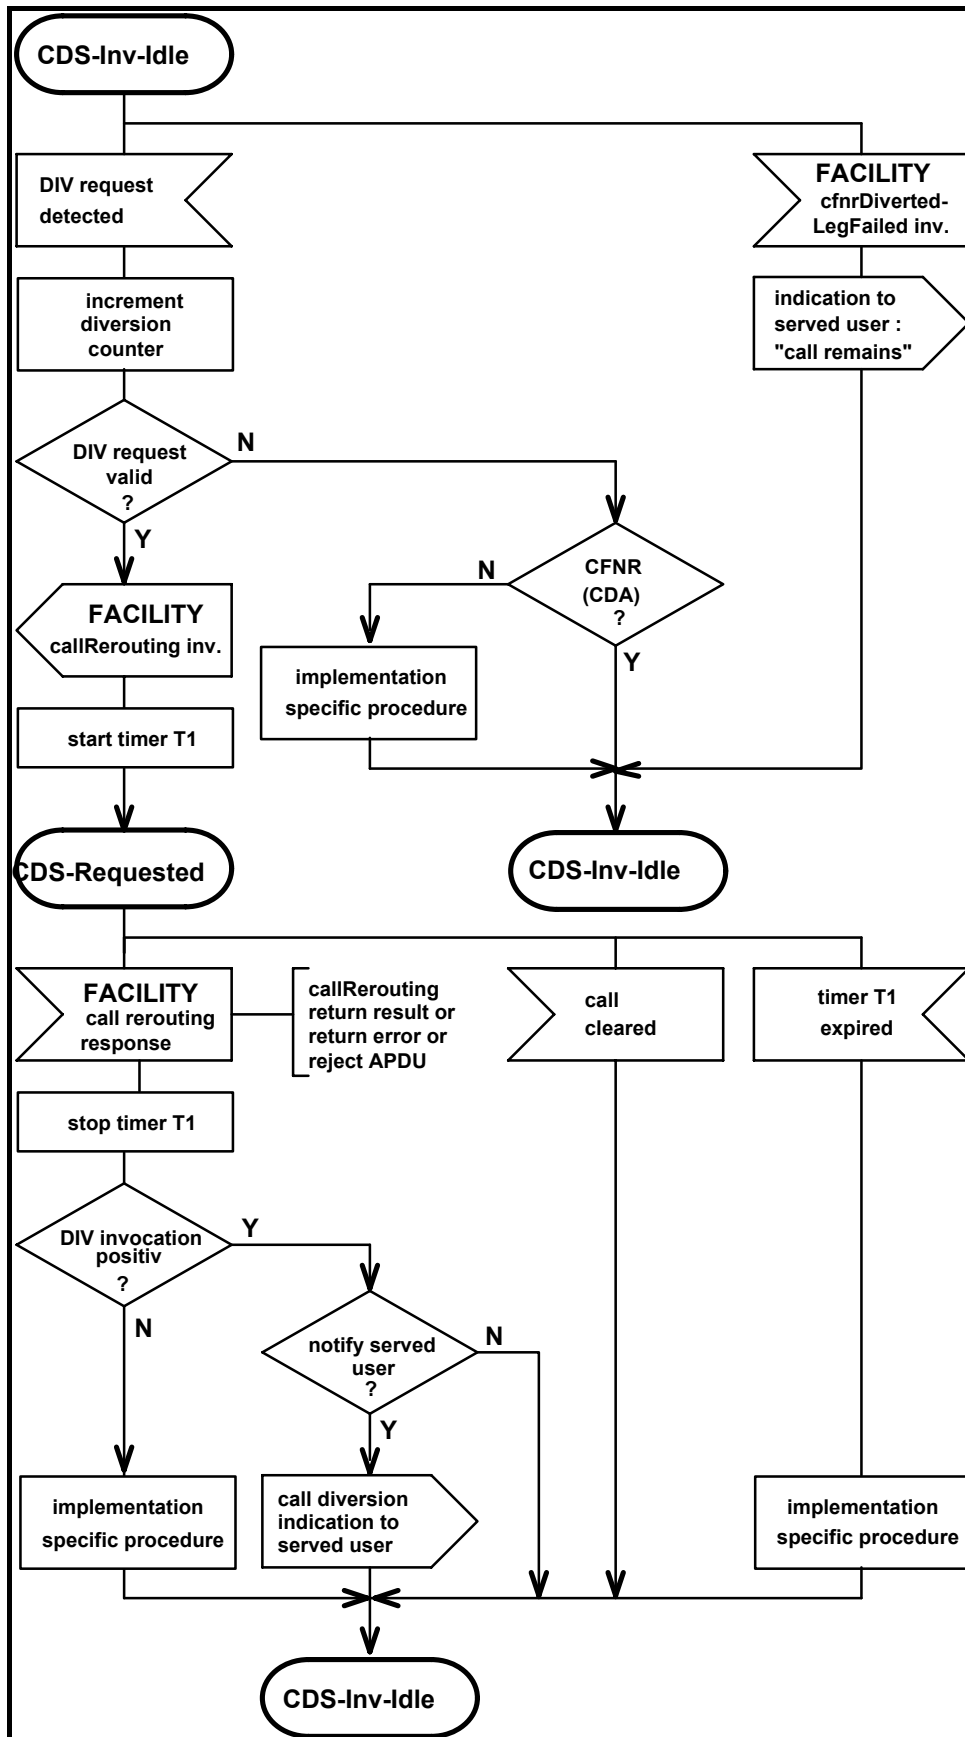 CDS-Inv-Idle
DIV request
detected
FACILITY
cfnrDiverted-
LegFailed inv.
increment
diversion
counter
indication to
served user :
"call remains"
DIV request
valid
?
N
Y
CFNR
(CDA)
?
N
Y
FACILITY
callRerouting inv.
implementation
specific procedure
start timer T1
CDS-Requested
CDS-Inv-Idle
FACILITY
call rerouting
response
callRerouting
return result or
return error or
reject APDU
call
cleared
timer T1
expired
stop timer T1
DIV invocation
positiv
?
Y
N
notify served
user
?
N
Y
implementation
specific procedure
call diversion
indication to
served user
implementation
specific procedure
CDS-Inv-Idle